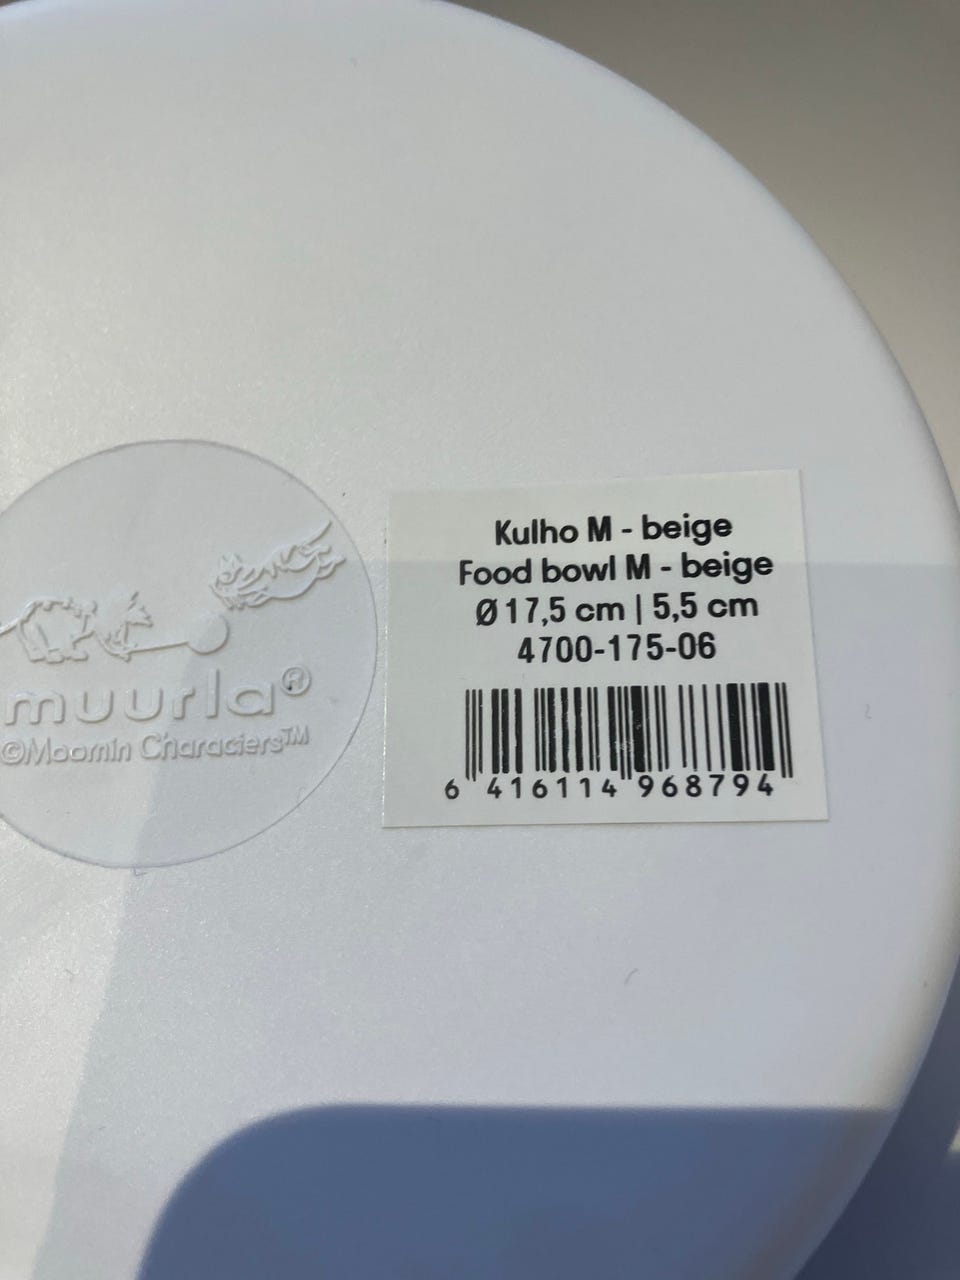 Kulho M - beige
Food bowl M - beige
Ø 17,5 cm | 5,5 cm
4700-175-06
6 416114 968794
muurla®
©Moomin Characters™